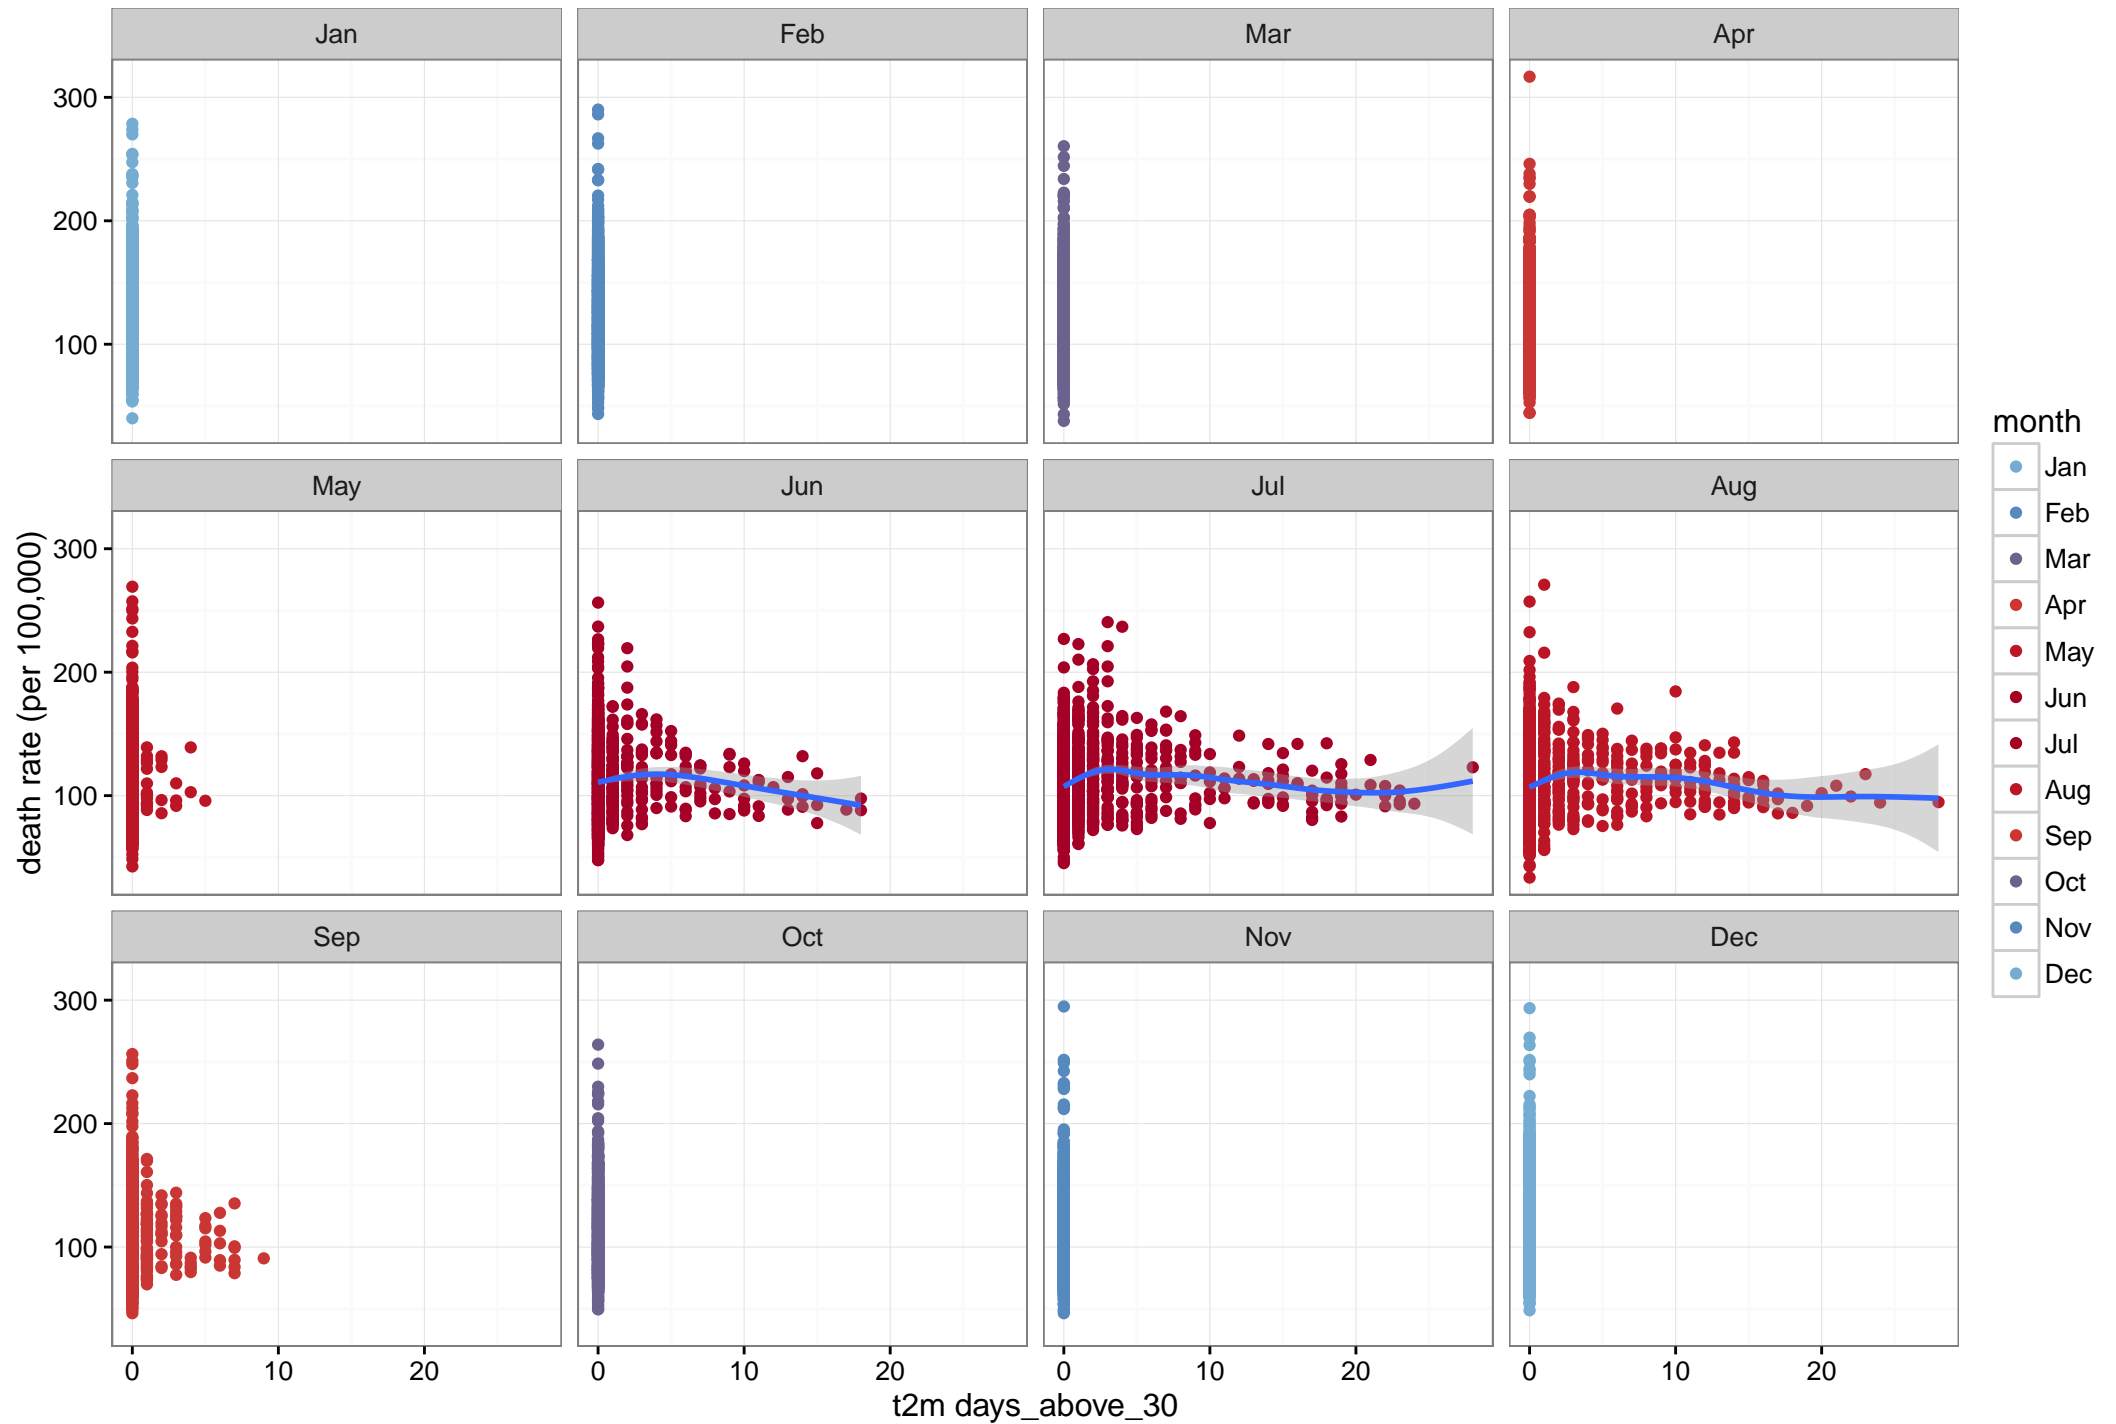 Jan Feb Mar Apr
300
200
100
May Jun Jul Aug
300
200
100
Sep Oct Nov Dec
300
200
100
0 10 20 0 10 20 0 10 20 0 10 20
t2m days_above_30
death rate (per 100,000)
month
Jan
Feb
Mar
Apr
May
Jun
Jul
Aug
Sep
Oct
Nov
Dec